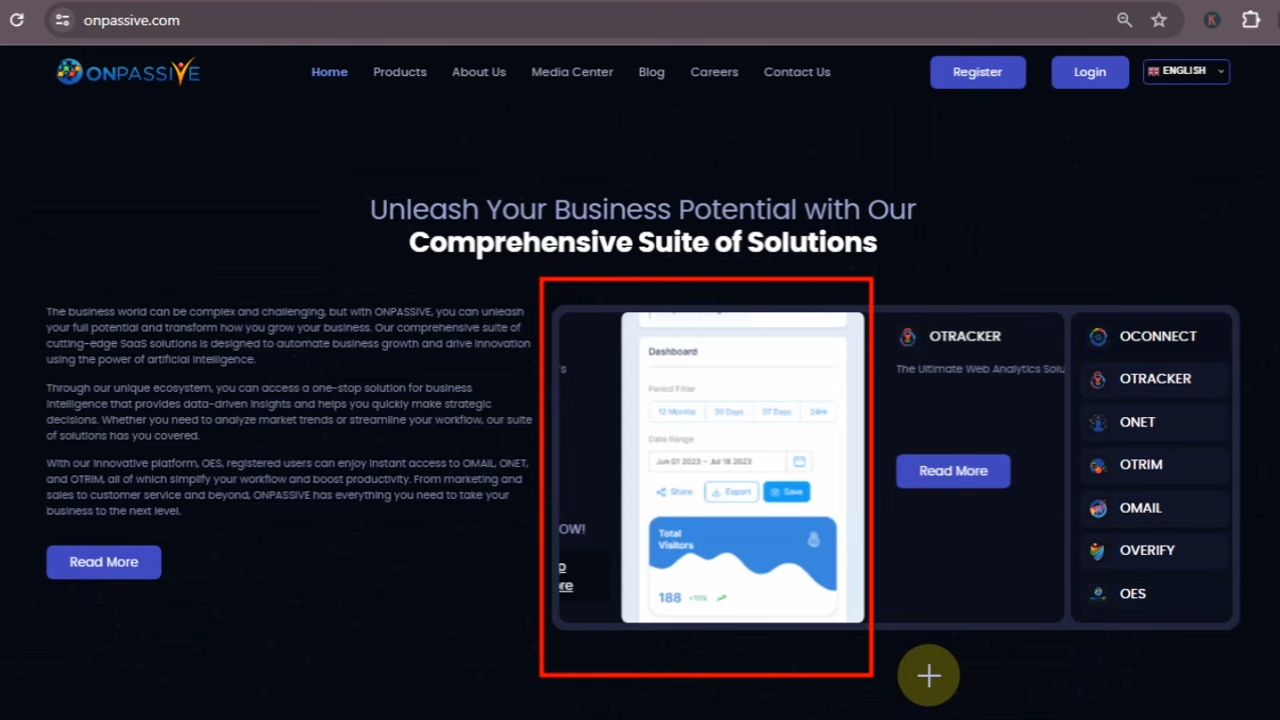 onpassive.com
K
ONPASSIVE
Home Products About Us Media Center Blog Careers Contact Us Register Login ENGLISH
Unleash Your Business Potential with Our
Comprehensive Suite of Solutions
The business world can be complex and challenging, but with ONPASSIVE, you can unleash
your full potential and transform how you grow your business. Our comprehensive suite of
cutting-edge SaaS solutions is designed to automate business growth and drive innovation
using the power of artificial intelligence.
Through our unique ecosystem, you can access a one-stop solution for business
intelligence that provides data-driven insights and helps you quickly make strategic
decisions. Whether you need to analyze market trends or streamline your workflow, our suite
of solutions has you covered.
With our innovative platform, OES, registered users can enjoy instant access to OMAIL, ONET,
and OTRIM, all of which simplify your workflow and boost productivity. From marketing and
sales to customer service and beyond, ONPASSIVE has everything you need to take your
business to the next level.
Read More
's
OW!
p
re
Dashboard
Period Filter
12 Months 30 Days 07 Days 24Hr
Date Range
Jun 01 2023 – Jul 18 2023
Share Export Save
Total
Visitors
188 +10%
OTRACKER
The Ultimate Web Analytics Solu
Read More
OCONNECT
OTRACKER
ONET
OTRIM
OMAIL
OVERIFY
OES